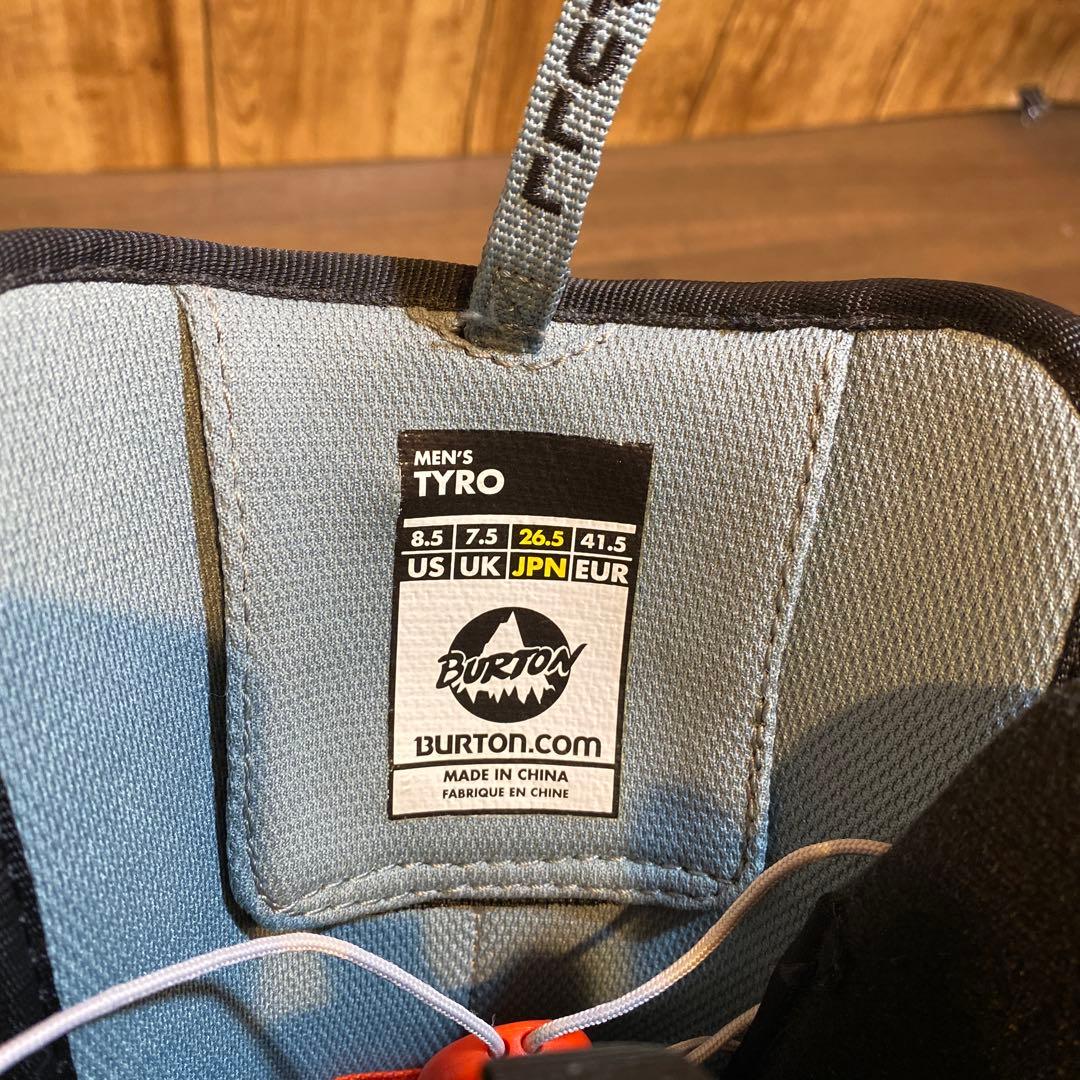 MEN'S
TYRO
8.5 7.5 26.5 41.5
US UK JPN EUR
BURTON
BURTON.COM
MADE IN CHINA
FABRIQUE EN CHINE